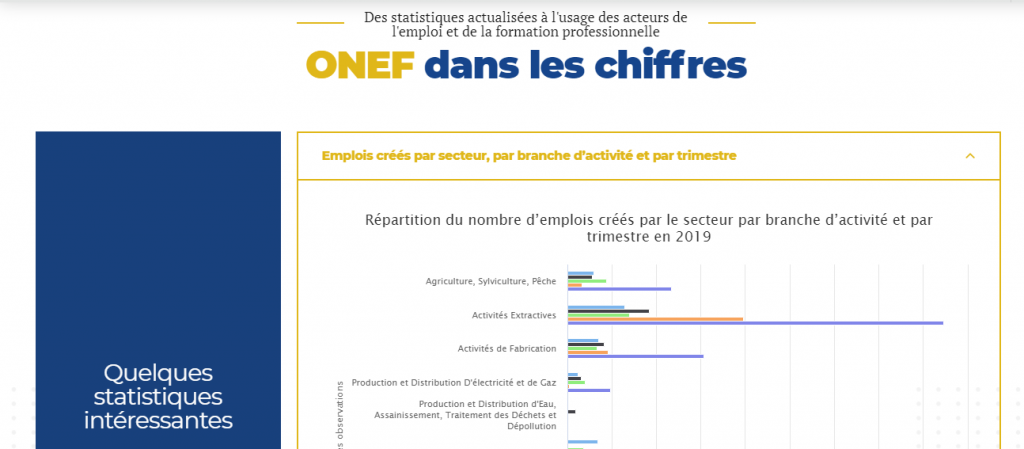 Des statistiques actualisées à l'usage des acteurs de
l'emploi et de la formation professionnelle
ONEF dans les chiffres
Quelques
statistiques
intéressantes
Emplois créés par secteur, par branche d'activité et par trimestre
Répartition du nombre d'emplois créés par le secteur par branche d'activité et par
trimestre en 2019
Agriculture, Sylviculture, Pêche
Activités Extractives
Activités de Fabrication
Production et Distribution D'électricité et de Gaz
Production et Distribution d'Eau,
Assainissement, Traitement des Déchets et
Dépollution
observations